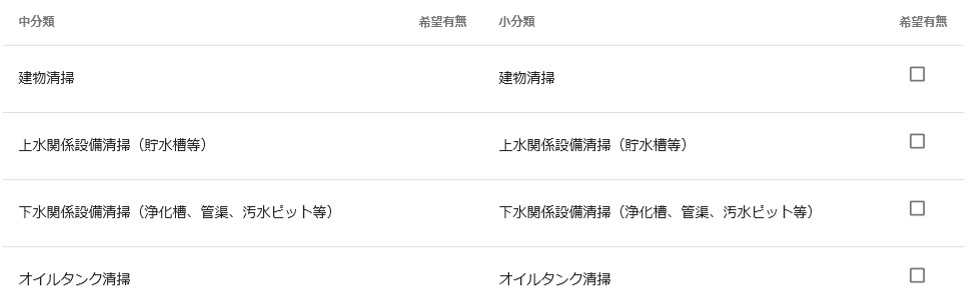 中分類 希望有無 小分類 希望有無
建物清掃 建物清掃
上水関係設備清掃（貯水槽等） 上水関係設備清掃（貯水槽等）
下水関係設備清掃（浄化槽、管渠、汚水ピット等） 下水関係設備清掃（浄化槽、管渠、汚水ピット等）
オイルタンク清掃 オイルタンク清掃